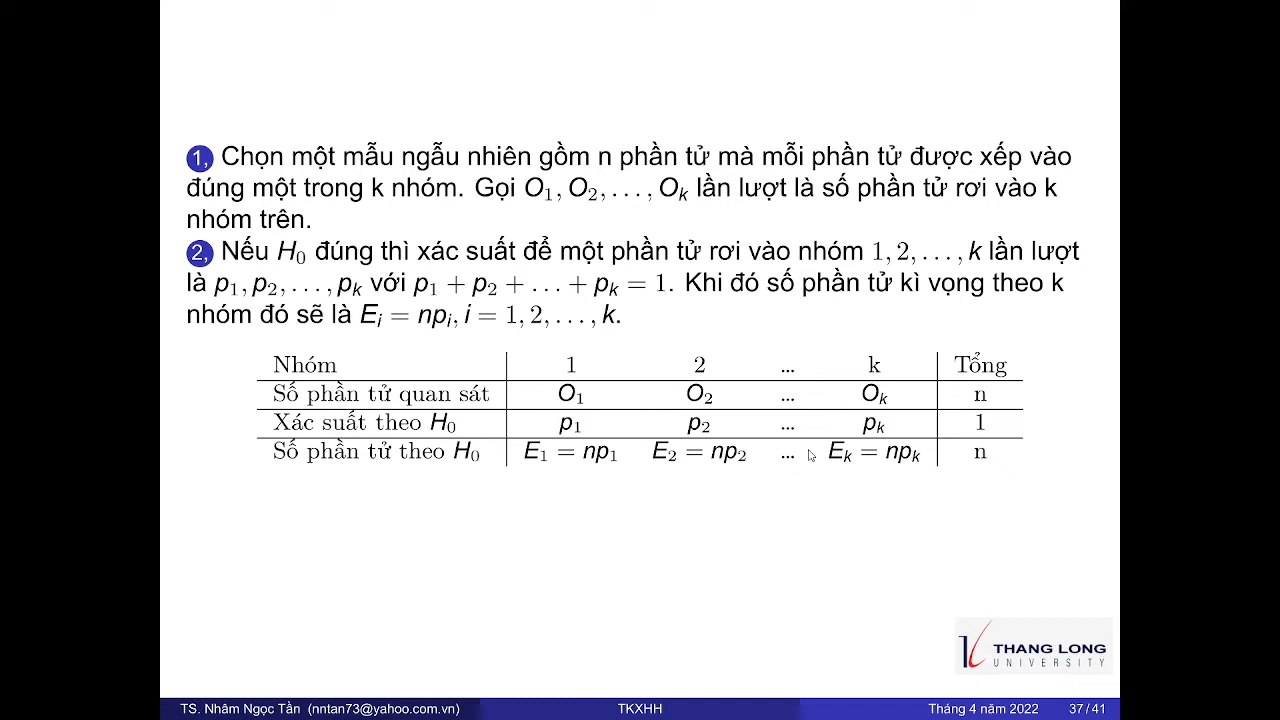 1, Chọn một mẫu ngẫu nhiên gồm n phần tử mà mỗi phần tử được xếp vào
đúng một trong k nhóm. Gọi O₁, O₂, . . . , Oₖ lần lượt là số phần tử rơi vào k
nhóm trên.
2, Nếu H₀ đúng thì xác suất để một phần tử rơi vào nhóm 1, 2, . . . , k lần lượt
là p₁, p₂, . . . , pₖ với p₁ + p₂ + . . . + pₖ = 1. Khi đó số phần tử kì vọng theo k
nhóm đó sẽ là Eᵢ = npᵢ, i = 1, 2, . . . , k.
Nhóm 1 2 ... k Tổng
Số phần tử quan sát O₁ O₂ ... Oₖ n
Xác suất theo H₀ p₁ p₂ ... pₖ 1
Số phần tử theo H₀ E₁ = np₁ E₂ = np₂ ... Eₖ = npₖ n
THANG LONG
UNIVERSITY
TS. Nhâm Ngọc Tần (nntan73@yahoo.com.vn) TKXHH Tháng 4 năm 2022 37 / 41